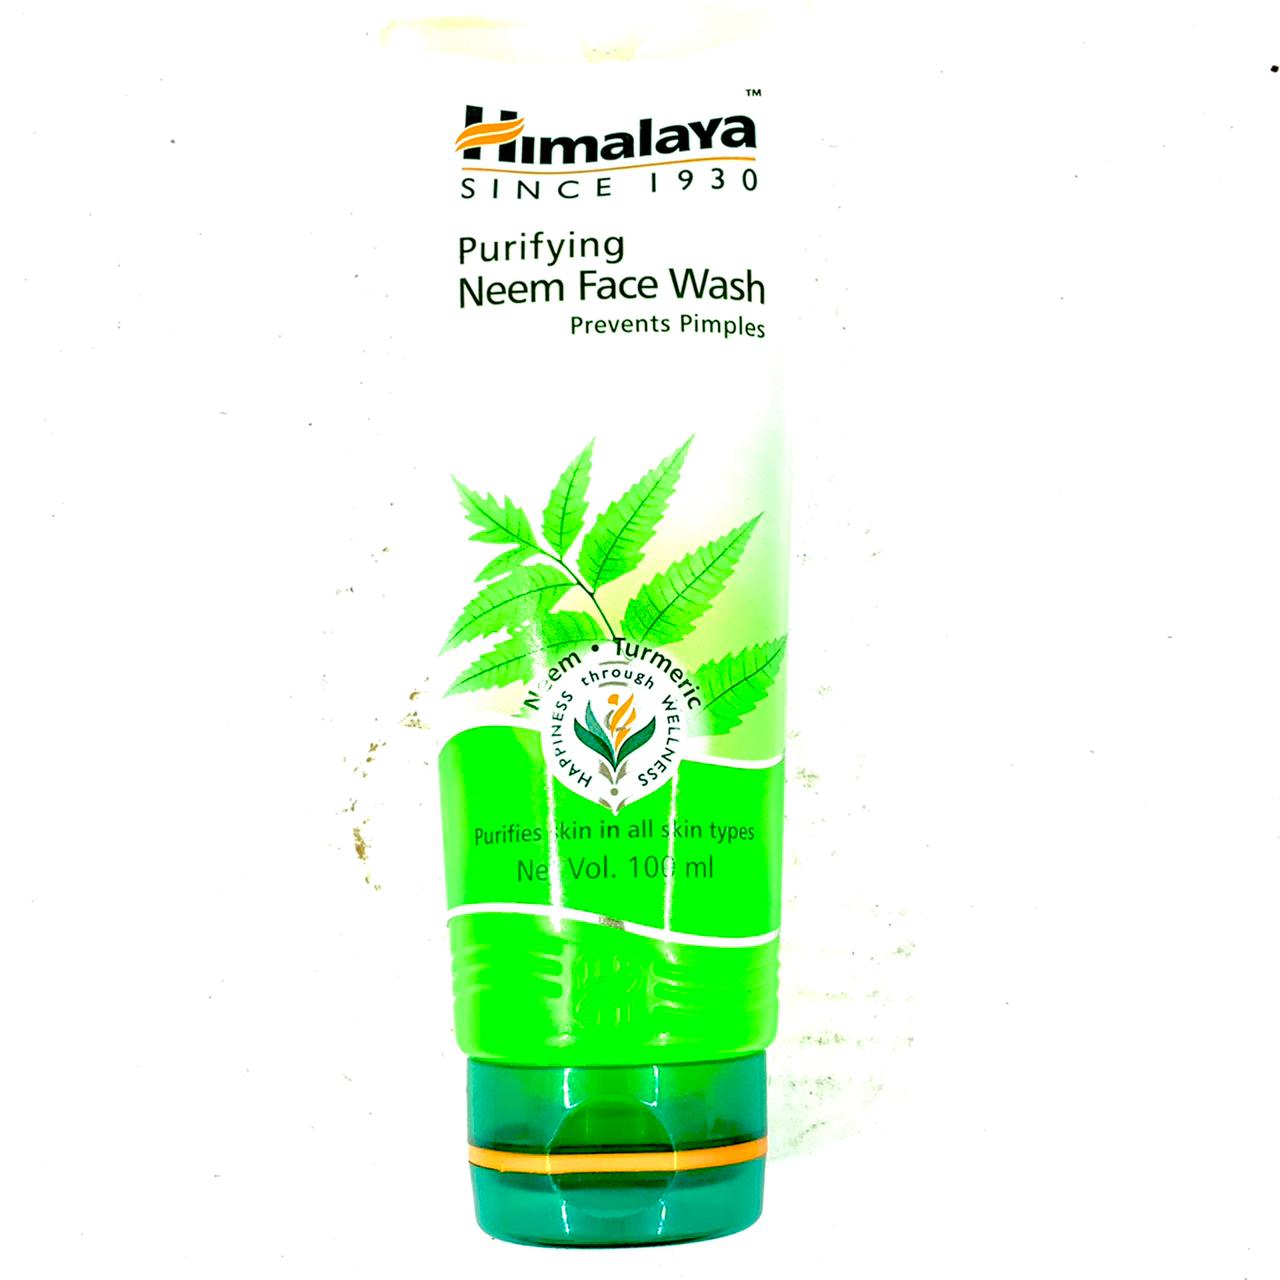 Himalaya™
SINCE 1930
Purifying
Neem Face Wash
Prevents Pimples
Neem • Turmeric
HAPPINESS through WELLNESS
Purifies skin in all skin types
Net Vol. 100 ml